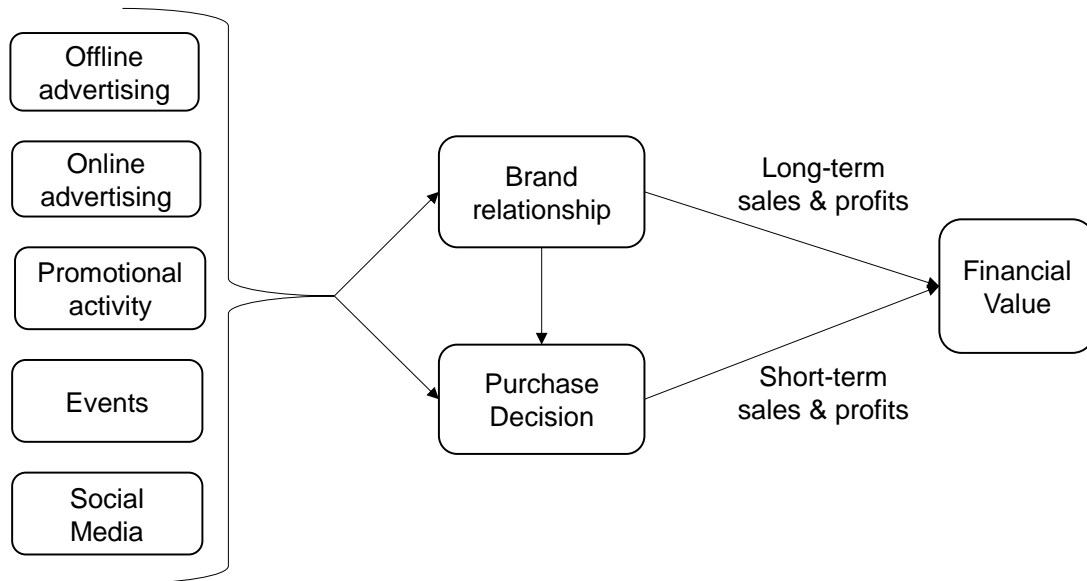 Offline
advertising
Online
advertising
Promotional
activity
Events
Social
Media
Brand
relationship
Purchase
Decision
Long-term
sales & profits
Short-term
sales & profits
Financial
Value